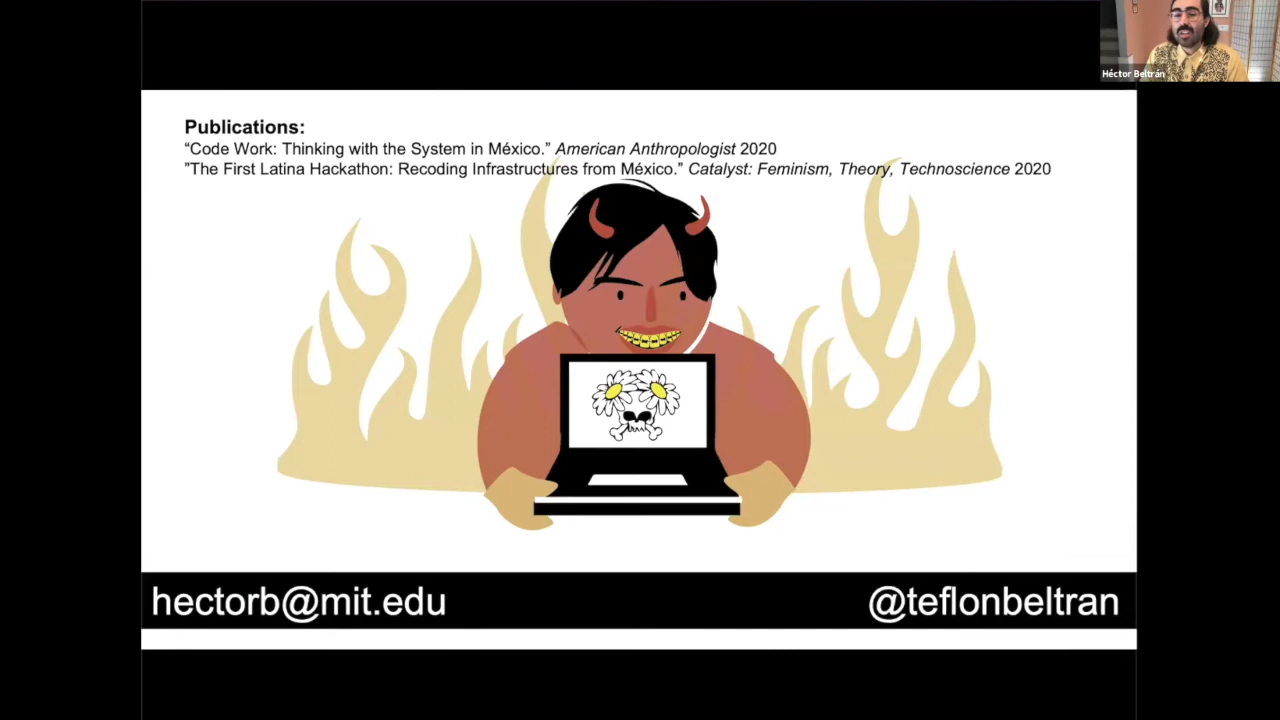 Héctor Beltrán
Publications:
“Code Work: Thinking with the System in México.” American Anthropologist 2020
”The First Latina Hackathon: Recoding Infrastructures from México.” Catalyst: Feminism, Theory, Technoscience 2020
hectorb@mit.edu
@teflonbeltran